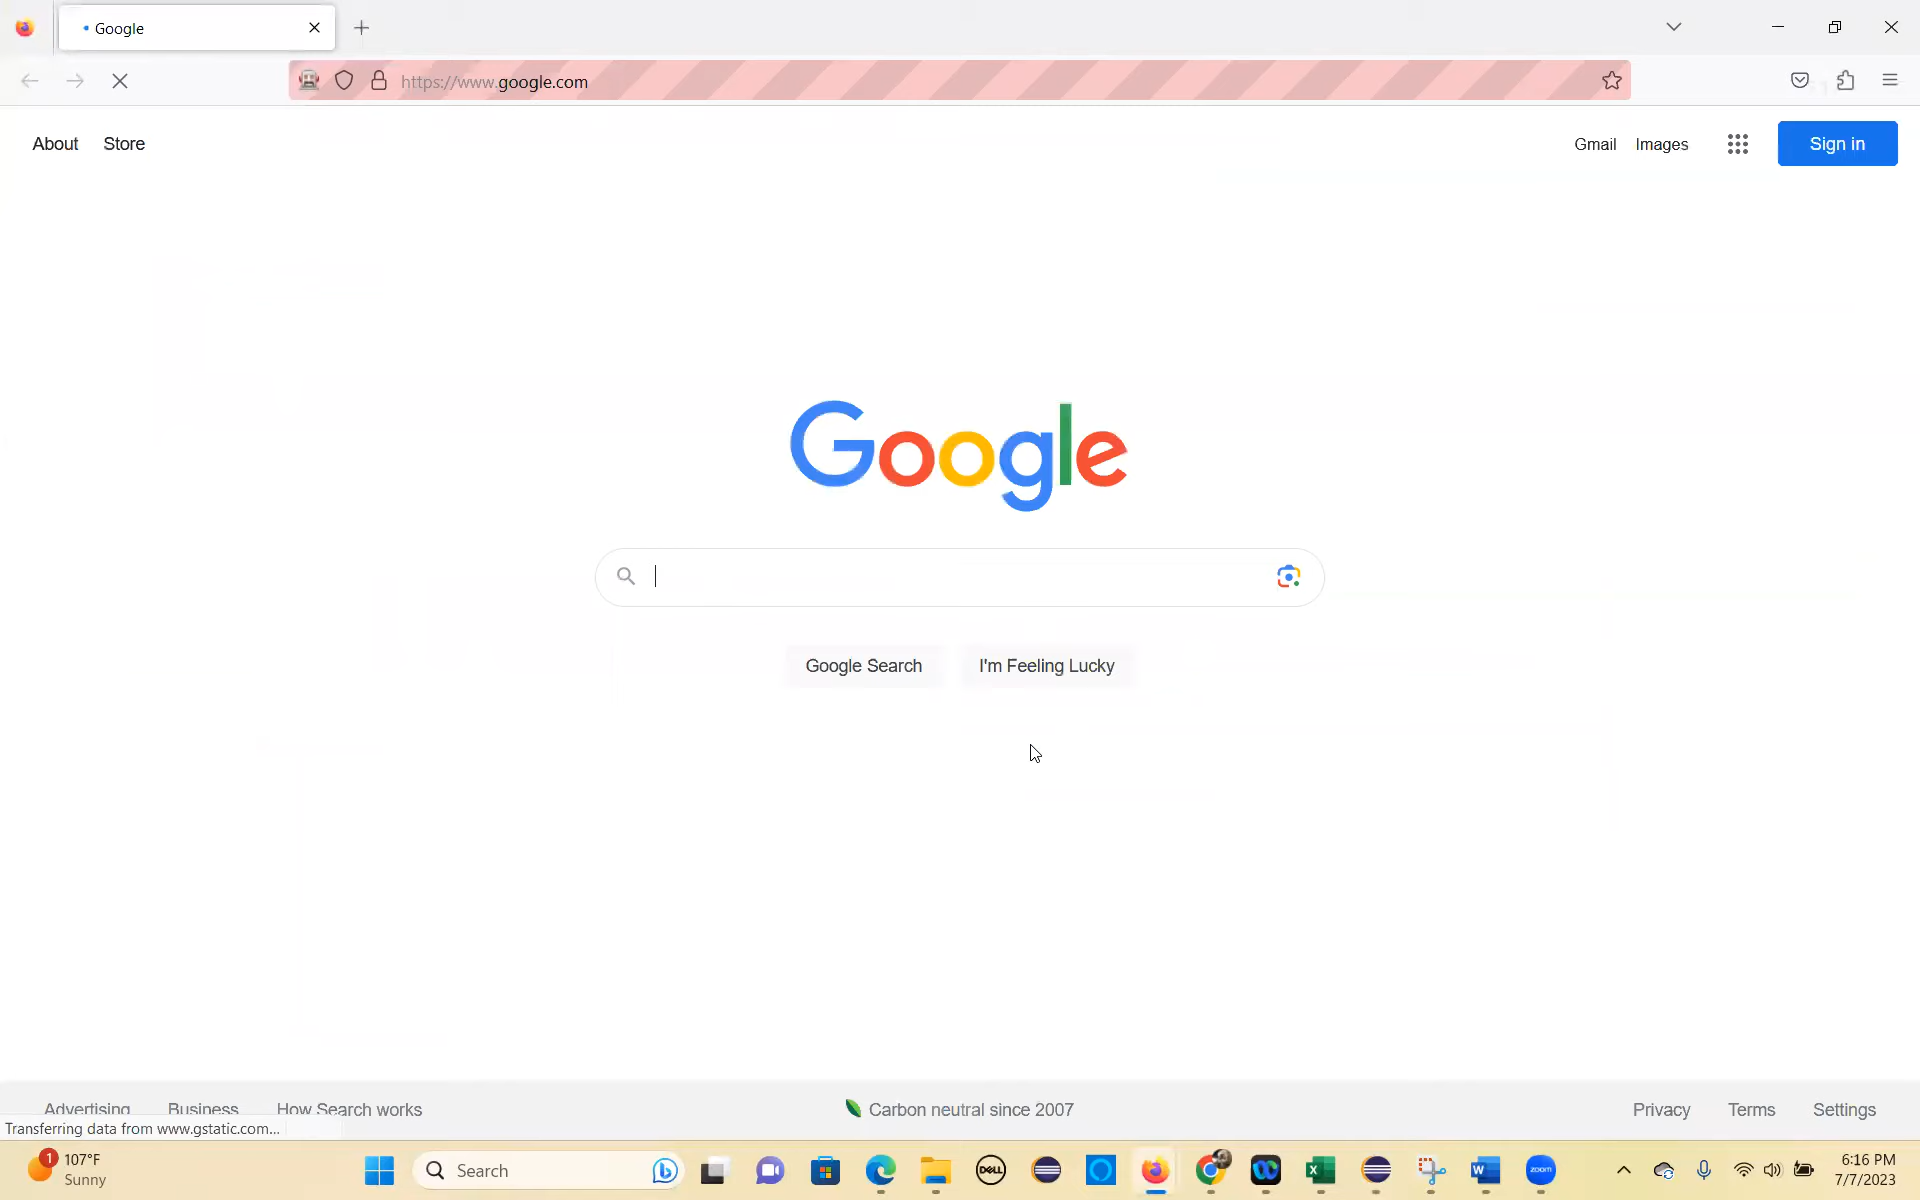 Google
https://www.google.com
About Store
Gmail Images Sign in
Google
Google Search I'm Feeling Lucky
Advertising Business How Search works
Carbon neutral since 2007
Privacy Terms Settings
Transferring data from www.gstatic.com...
1
107°F
Sunny
Search
DELL
zoom
6:16 PM
7/7/2023